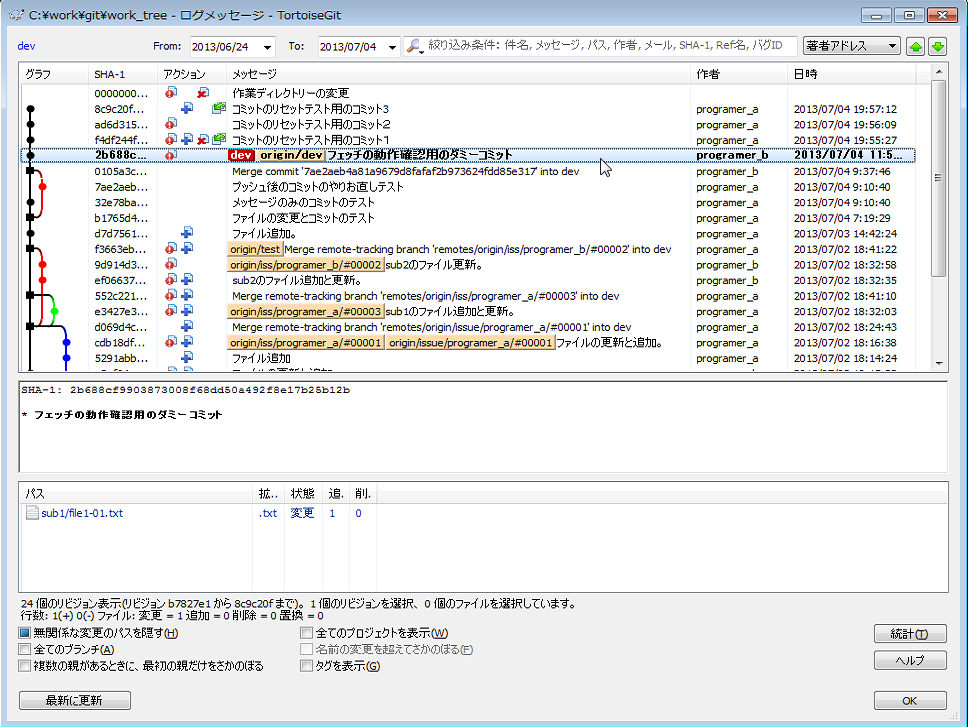 C:¥work¥git¥work_tree - ログメッセージ - TortoiseGit
dev From: 2013/06/24 To: 2013/07/04 絞り込み条件: 件名, メッセージ, パス, 作者, メール, SHA-1, Ref名, バグID 著者アドレス
グラフ SHA-1 アクション メッセージ 作者 日時
0000000... 作業ディレクトリーの変更
8c9c20f... コミットのリセットテスト用のコミット3 programer_a 2013/07/04 19:57:12
ad6d315... コミットのリセットテスト用のコミット2 programer_a 2013/07/04 19:56:09
f4df244f... コミットのリセットテスト用のコミット1 programer_a 2013/07/04 19:55:27
2b688c... dev origin/dev フェッチの動作確認用のダミーコミット programer_b 2013/07/04 11:5...
0105a3c... Merge commit '7ae2aeb4a81a9679d8fafaf2b973624fdd85e317' into dev programer_b 2013/07/04 9:37:46
7ae2aeb... プッシュ後のコミットのやりお直しテスト programer_a 2013/07/04 9:10:40
32e78ba... メッセージのみのコミットのテスト programer_a 2013/07/04 9:10:40
b1765d4... ファイルの変更とコミットのテスト programer_a 2013/07/04 7:19:29
d7d7561... ファイル追加。 programer_a 2013/07/03 14:42:24
f3663eb... origin/test Merge remote-tracking branch 'remotes/origin/iss/programer_b/#00002' into dev programer_a 2013/07/02 18:41:22
9d914d3... origin/iss/programer_b/#00002 sub2のファイル更新。 programer_b 2013/07/02 18:32:58
ef06637... sub2のファイル追加と更新。 programer_b 2013/07/02 18:32:35
552c221... Merge remote-tracking branch 'remotes/origin/iss/programer_a/#00003' into dev programer_a 2013/07/02 18:41:10
e3427e3... origin/iss/programer_a/#00003 sub1のファイル追加と更新。 programer_a 2013/07/02 18:32:03
d069d4c... Merge remote-tracking branch 'remotes/origin/issue/programer_a/#00001' into dev programer_a 2013/07/02 18:24:43
cdb18df... origin/iss/programer_a/#00001 origin/issue/programer_a/#00001 ファイルの更新と追加。 programer_a 2013/07/02 18:16:38
5291abb... ファイル追加 programer_a 2013/07/02 18:14:24
SHA-1: 2b688cf9903873008f68dd50a492f8e17b25b12b
* フェッチの動作確認用のダミーコミット
パス 拡.. 状態 追. 削.
sub1/file1-01.txt .txt 変更 1 0
24 個のリビジョン表示(リビジョン b7827e1 から 8c9c20f まで)。1 個のリビジョンを選択、0 個のファイルを選択しています。
行数: 1(+) 0(-) ファイル: 変更 = 1 追加 = 0 削除 = 0 置換 = 0
無関係な変更のパスを隠す(H) 全てのプロジェクトを表示(W) 統計(T)
全てのブランチ(A) 名前の変更を超えてさかのぼる(F)
複数の親があるときに、最初の親だけをさかのぼる タグを表示(G) ヘルプ
最新に更新 OK